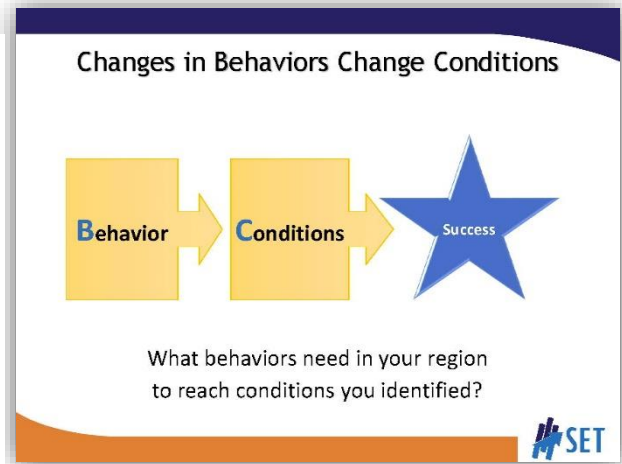 Changes in Behaviors Change Conditions
Behavior
Conditions
Success
What behaviors need in your region
to reach conditions you identified?
SET